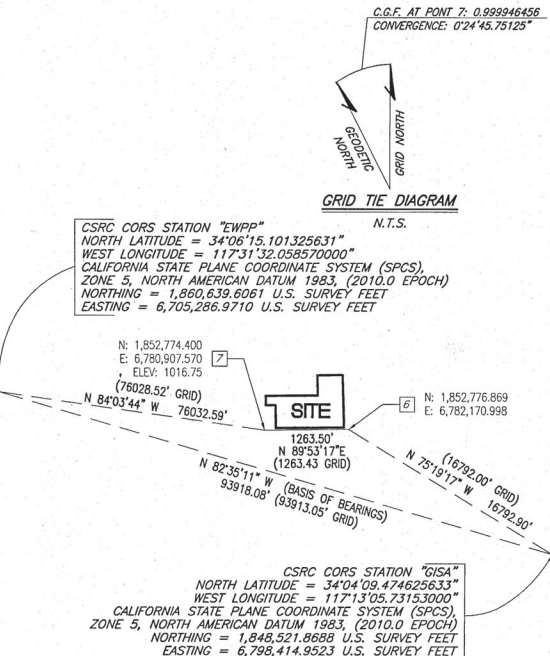 C.G.F. AT PONT 7: 0.999946456
CONVERGENCE: 0°24'45.75125"
GEODETIC
NORTH
GRID NORTH
GRID TIE DIAGRAM
N.T.S.
CSRC CORS STATION "EWPP"
NORTH LATITUDE = 34°06'15.101325631"
WEST LONGITUDE = 117°31'32.058570000"
CALIFORNIA STATE PLANE COORDINATE SYSTEM (SPCS),
ZONE 5, NORTH AMERICAN DATUM 1983, (2010.0 EPOCH)
NORTHING = 1,860,639.6061 U.S. SURVEY FEET
EASTING = 6,705,286.9710 U.S. SURVEY FEET
N: 1,852,774.400
E: 6,780,907.570
ELEV: 1016.75
7
(76028.52' GRID)
N 84°03'44" W 76032.59'
SITE
6
N: 1,852,776.869
E: 6,782,170.998
1263.50'
N 89°53'17"E
(1263.43 GRID)
(16792.00' GRID)
N 75°19'17" W 16792.90'
N 82°35'11" W (BASIS OF BEARINGS)
93918.08' (93913.05' GRID)
CSRC CORS STATION "GISA"
NORTH LATITUDE = 34°04'09.474625633"
WEST LONGITUDE = 117°13'05.73153000"
CALIFORNIA STATE PLANE COORDINATE SYSTEM (SPCS),
ZONE 5, NORTH AMERICAN DATUM 1983, (2010.0 EPOCH)
NORTHING = 1,848,521.8688 U.S. SURVEY FEET
EASTING = 6,798,414.9523 U.S. SURVEY FEET